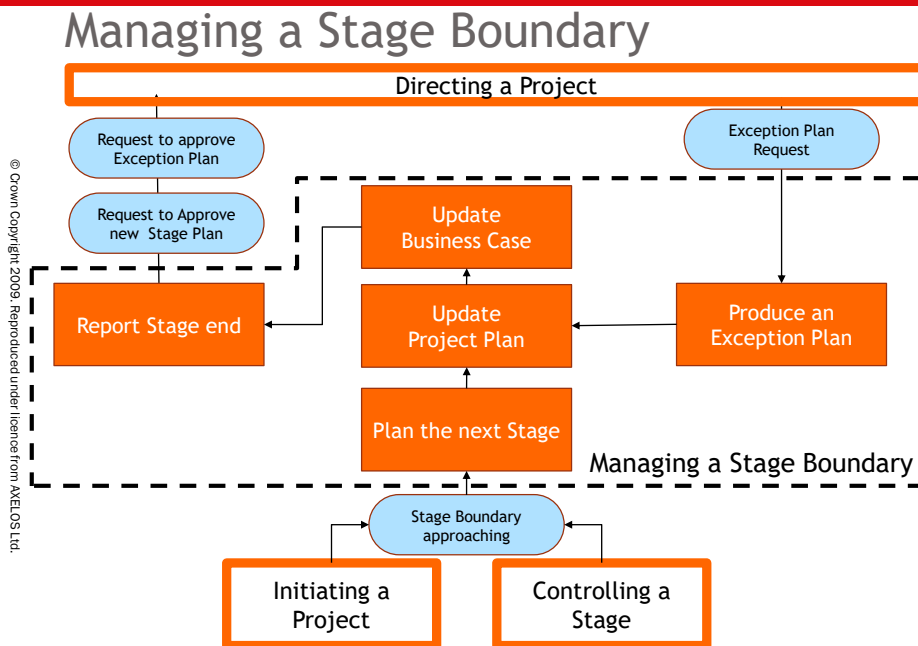 Managing a Stage Boundary
Directing a Project
Request to approve
Exception Plan
Exception Plan
Request
Request to Approve
new Stage Plan
Update
Business Case
Report Stage end
Update
Project Plan
Produce an
Exception Plan
Plan the next Stage
Managing a Stage Boundary
Stage Boundary
approaching
Initiating a
Project
Controlling a
Stage
© Crown Copyright 2009. Reproduced under licence from AXELOS Ltd.